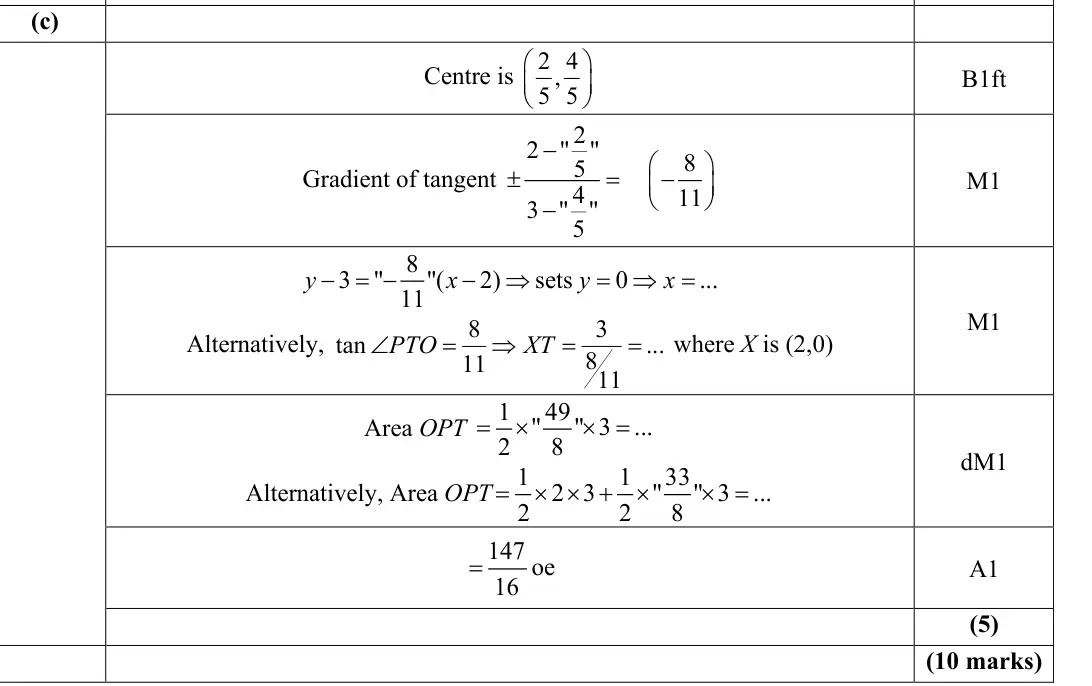 (c)
Centre is (2/5, 4/5) B1ft
Gradient of tangent ± (2 − "2/5") / (3 − "4/5") = (−8/11) M1
y − 3 = "−8/11"(x − 2) ⇒ sets y = 0 ⇒ x = ...
Alternatively, tan ∠PTO = 8/11 ⇒ XT = 3 / (8/11) = ... where X is (2,0) M1
Area OPT = 1/2 × "49/8" × 3 = ...
Alternatively, Area OPT = 1/2 × 2 × 3 + 1/2 × "33/8" × 3 = ... dM1
= 147/16 oe A1
(5)
(10 marks)